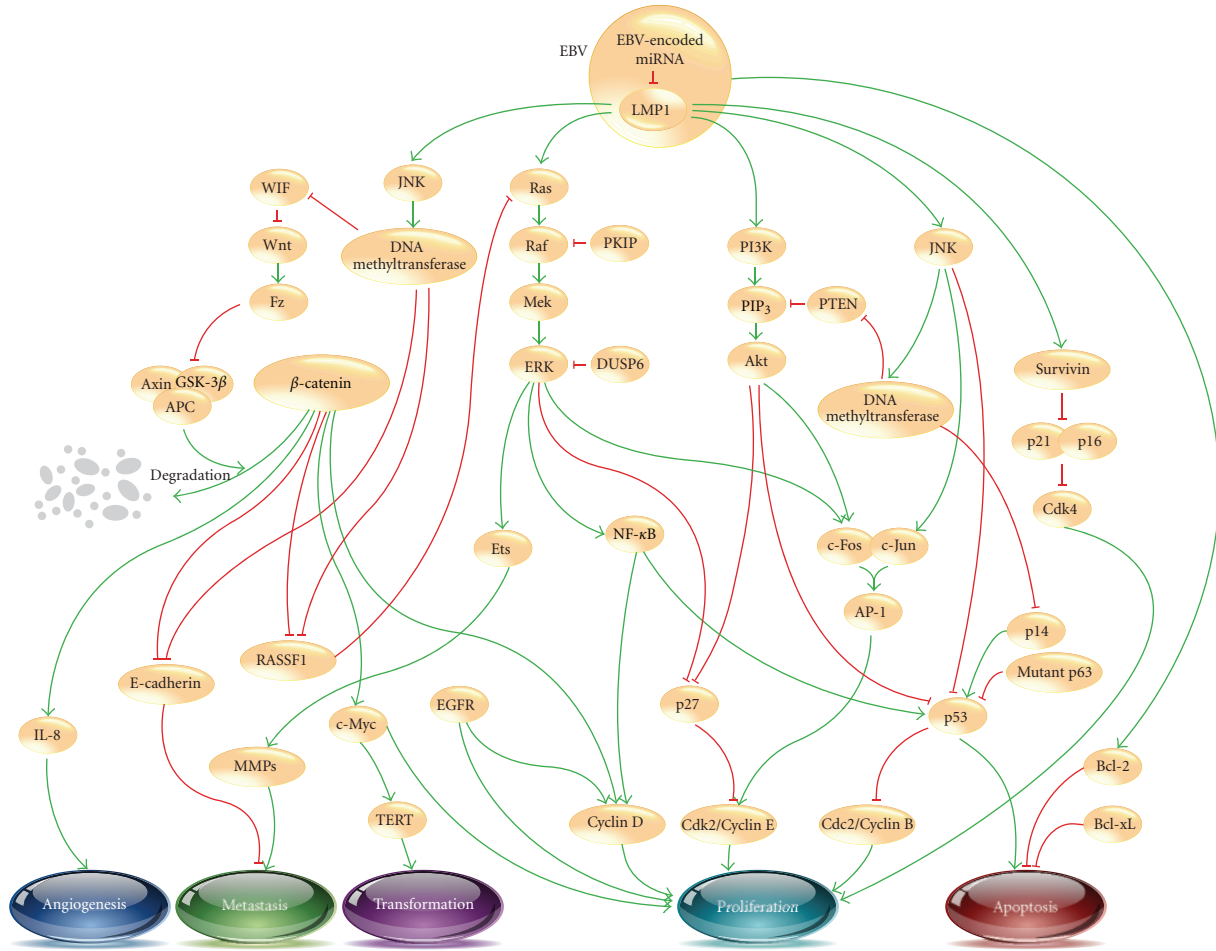 EBV
EBV-encoded
miRNA
LMP1
WIF
JNK
Ras
Wnt
DNA
methyltransferase
Raf
PKIP
PI3K
JNK
Fz
Mek
PIP₃
PTEN
Axin
GSK-3β
APC
β-catenin
ERK
DUSP6
Akt
Survivin
DNA
methyltransferase
p21
p16
Degradation
Cdk4
Ets
NF-κB
c-Fos
c-Jun
AP-1
p14
RASSF1
E-cadherin
Mutant p63
EGFR
p27
p53
IL-8
c-Myc
MMPs
Bcl-2
TERT
Cyclin D
Cdk2/Cyclin E
Cdc2/Cyclin B
Bcl-xL
Angiogenesis
Metastasis
Transformation
Proliferation
Apoptosis